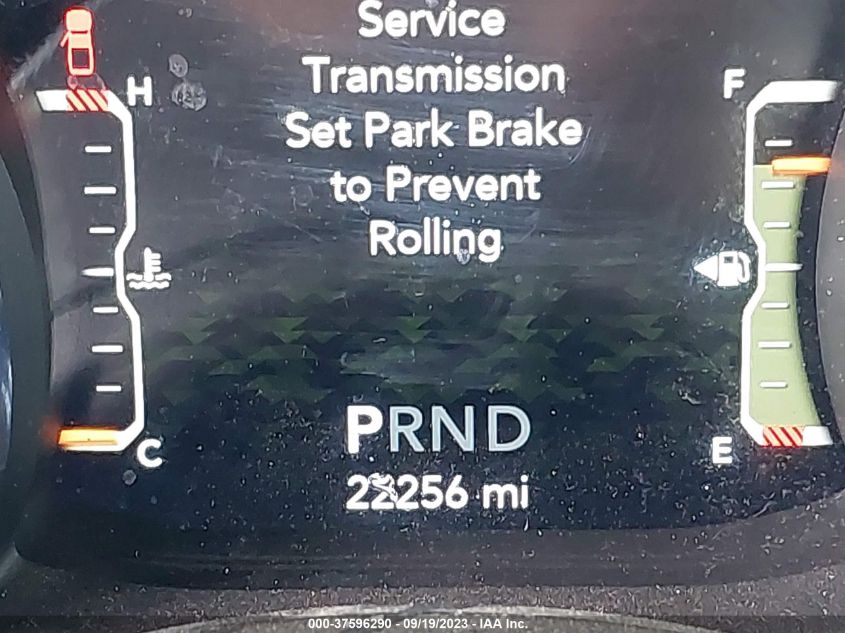 Service
Transmission
Set Park Brake
to Prevent
Rolling
H
F
C
E
PRND
22256 mi
000-37596290 - 09/19/2023 - IAA Inc.